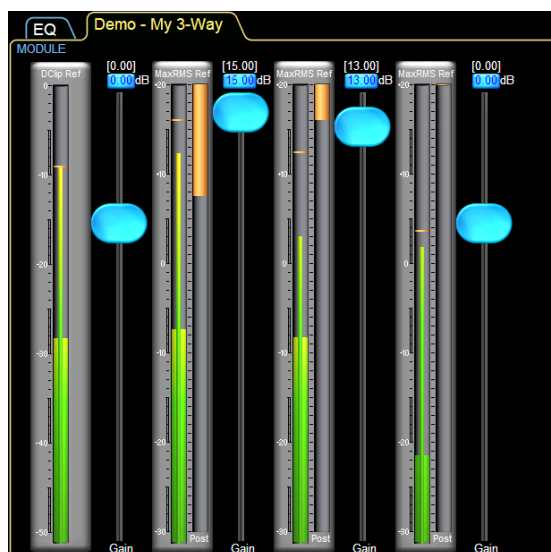 EQ
Demo - My 3-Way
MODULE
DClip Ref
[0.00]
0.00 dB
MaxRMS Ref
[15.00]
15.00 dB
MaxRMS Ref
[13.00]
13.00 dB
MaxRMS Ref
[0.00]
0.00 dB
0
-10
-20
-30
-40
-50
+20
+10
0
-10
-20
-30
+20
+10
0
-10
-20
-30
+20
+10
0
-10
-20
-30
Gain
Post
Gain
Post
Gain
Post
Gain